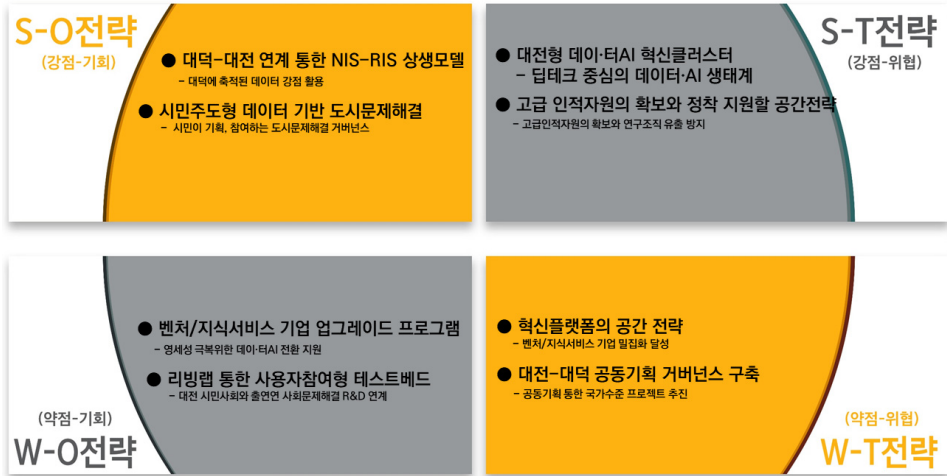 S-O전략
(강점-기회)
● 대덕-대전 연계 통한 NIS-RIS 상생모델
- 대덕에 축적된 데이터 강점 활용
● 시민주도형 데이터 기반 도시문제해결
- 시민이 기획, 참여하는 도시문제해결 거버넌스
S-T전략
(강점-위협)
● 대전형 데이·터AI 혁신클러스터
- 딥테크 중심의 데이터·AI 생태계
● 고급 인적자원의 확보와 정착 지원할 공간전략
- 고급인적자원의 확보와 연구조직 유출 방지
● 벤처/지식서비스 기업 업그레이드 프로그램
- 영세성 극복위한 데이·터AI 전환 지원
● 리빙랩 통한 사용자참여형 테스트베드
- 대전 시민사회와 출연연 사회문제해결 R&D 연계
(약점-기회)
W-O전략
● 혁신플랫폼의 공간 전략
- 벤처/지식서비스 기업 밀집화 달성
● 대전-대덕 공동기획 거버넌스 구축
- 공동기획 통한 국가수준 프로젝트 추진
(약점-위협)
W-T전략